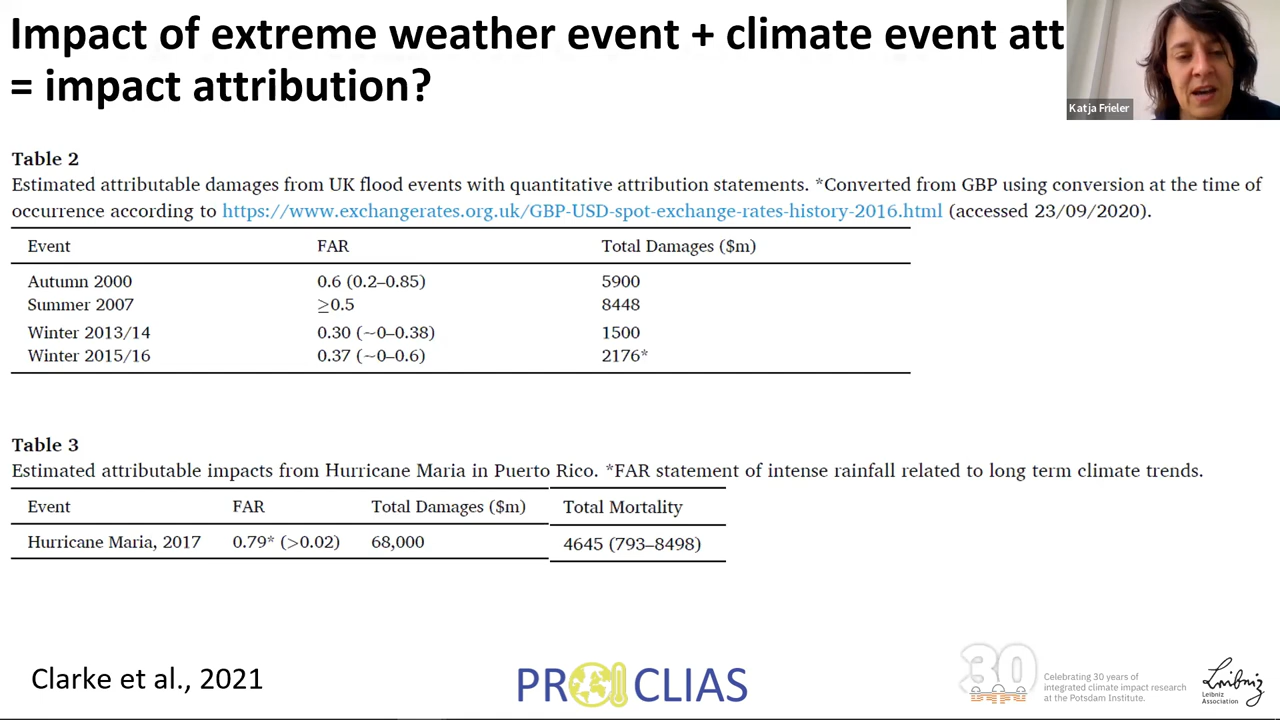 Impact of extreme weather event + climate event att
= impact attribution?
Katja Frieler
Table 2
Estimated attributable damages from UK flood events with quantitative attribution statements. *Converted from GBP using conversion at the time of
occurrence according to https://www.exchangerates.org.uk/GBP-USD-spot-exchange-rates-history-2016.html (accessed 23/09/2020).
Event FAR Total Damages ($m)
Autumn 2000 0.6 (0.2–0.85) 5900
Summer 2007 ≥0.5 8448
Winter 2013/14 0.30 (~0–0.38) 1500
Winter 2015/16 0.37 (~0–0.6) 2176*
Table 3
Estimated attributable impacts from Hurricane Maria in Puerto Rico. *FAR statement of intense rainfall related to long term climate trends.
Event FAR Total Damages ($m) Total Mortality
Hurricane Maria, 2017 0.79* (>0.02) 68,000 4645 (793–8498)
Clarke et al., 2021
PROCLIAS
30
Celebrating 30 years of
integrated climate impact research
at the Potsdam Institute.
Leibniz
Leibniz
Association